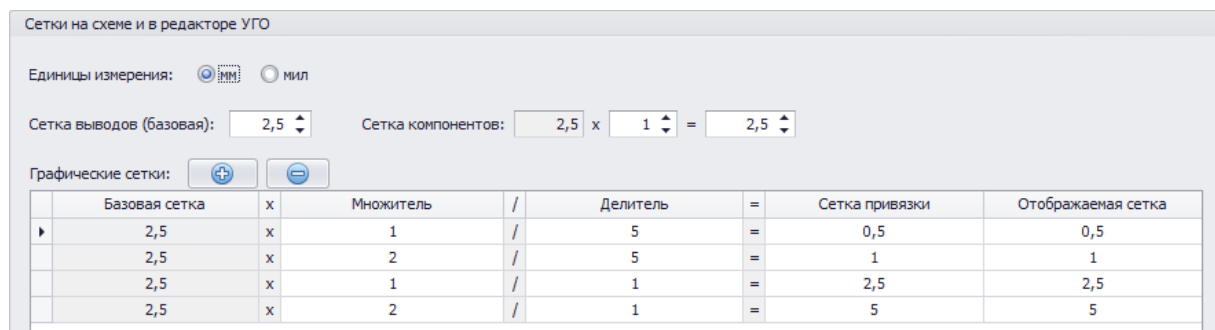 Сетки на схеме и в редакторе УГО
Единицы измерения: мм мил
Сетка выводов (базовая): 2,5 Сетка компонентов: 2,5 x 1 = 2,5
Графические сетки:
Базовая сетка x Множитель / Делитель = Сетка привязки Отображаемая сетка
2,5 x 1 / 5 = 0,5 0,5
2,5 x 2 / 5 = 1 1
2,5 x 1 / 1 = 2,5 2,5
2,5 x 2 / 1 = 5 5